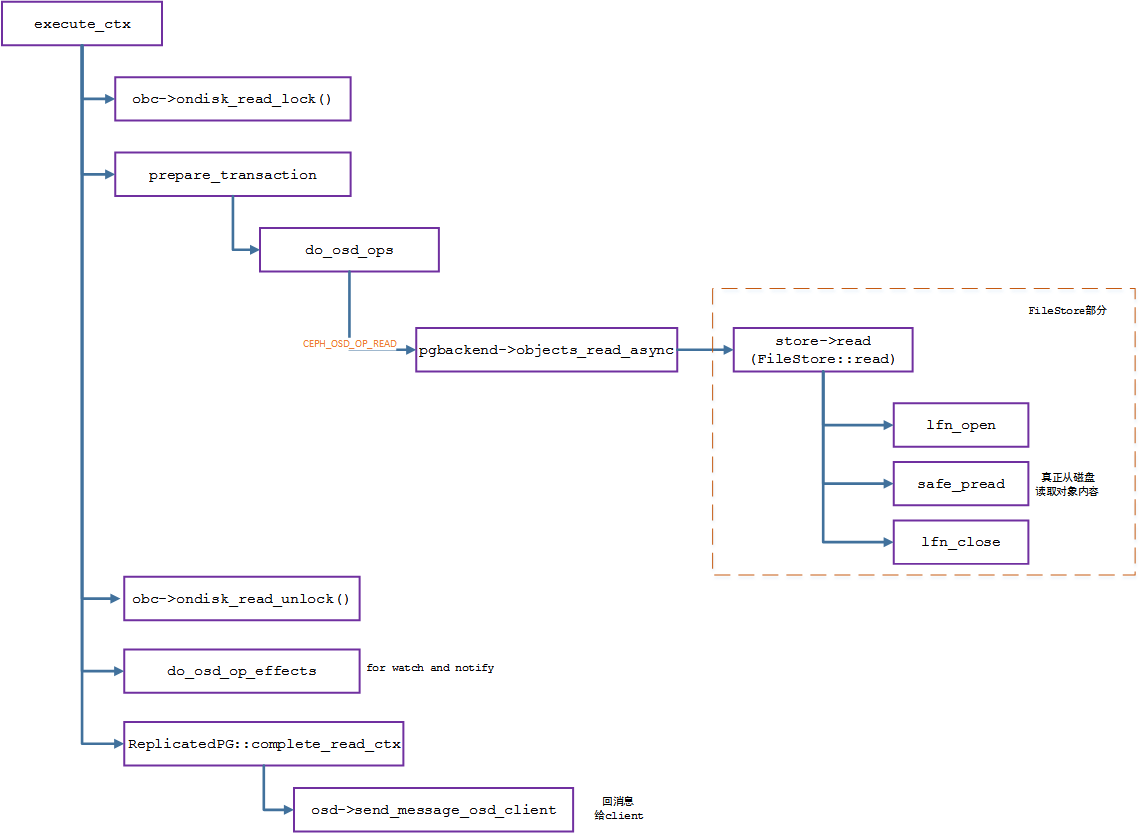 execute_ctx
obc->ondisk_read_lock()
prepare_transaction
do_osd_ops
CEPH_OSD_OP_READ
pgbackend->objects_read_async
FileStore部分
store->read
(FileStore::read)
lfn_open
safe_pread
真正从磁盘
读取对象内容
lfn_close
obc->ondisk_read_unlock()
do_osd_op_effects
for watch and notify
ReplicatedPG::complete_read_ctx
osd->send_message_osd_client
回消息
给client